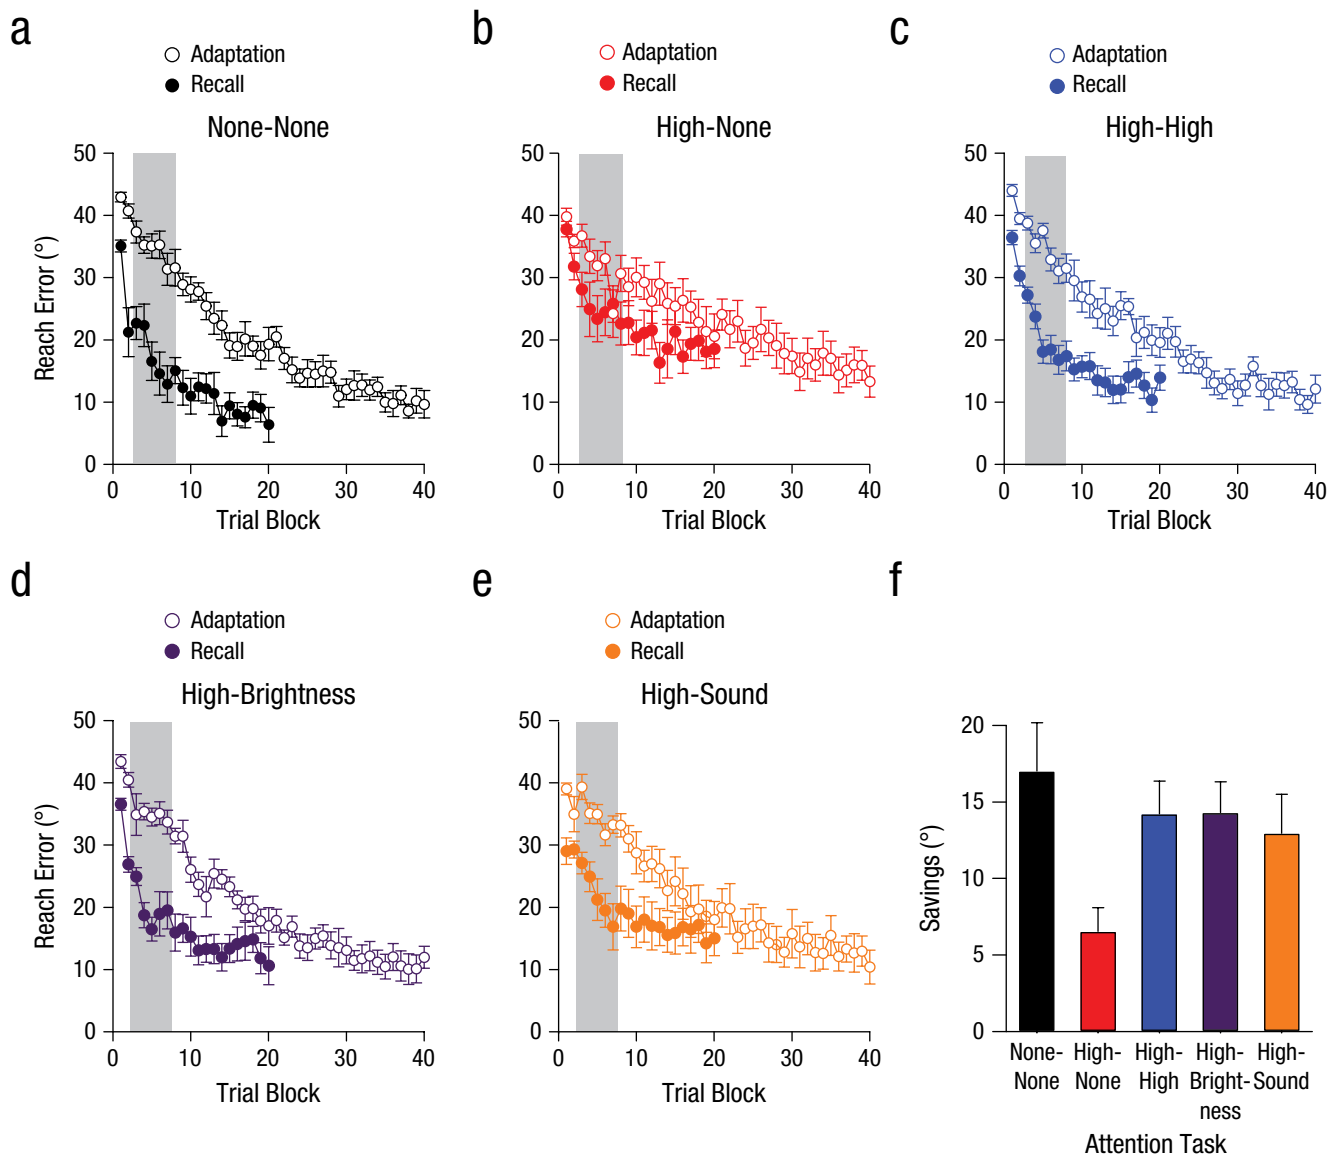 a
Adaptation
Recall
None-None
50
40
30
20
10
0
Reach Error (°)
0 10 20 30 40
Trial Block
b
Adaptation
Recall
High-None
50
40
30
20
10
0
0 10 20 30 40
Trial Block
c
Adaptation
Recall
High-High
50
40
30
20
10
0
0 10 20 30 40
Trial Block
d
Adaptation
Recall
High-Brightness
50
40
30
20
10
0
Reach Error (°)
0 10 20 30 40
Trial Block
e
Adaptation
Recall
High-Sound
50
40
30
20
10
0
0 10 20 30 40
Trial Block
f
20
15
10
5
0
Savings (°)
None- High- High- High- High-
None None High Bright- Sound
ness
Attention Task